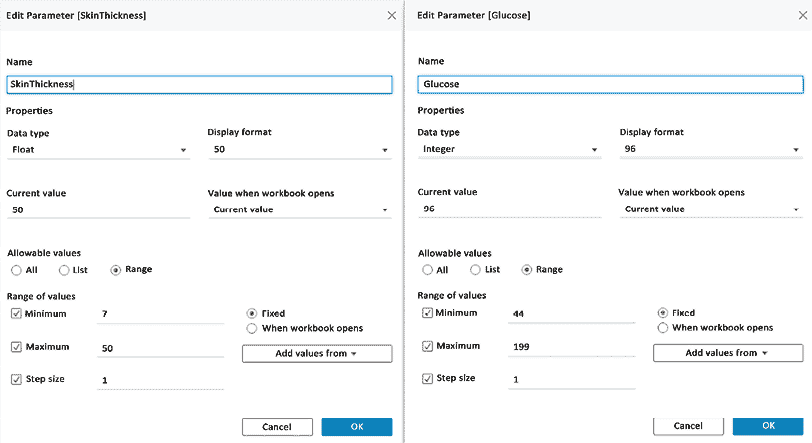 Edit Parameter [SkinThickness]
Name
SkinThickness
Properties
Data type
Display format
Float
50
Current value
Value when workbook opens
50
Current value
Allowable values
All
List
Range
Range of values
Minimum
7
Fixed
When workbook opens
Maximum
50
Add values from
Step size
1
Cancel
OK
Edit Parameter [Glucose]
Name
Glucose
Properties
Data type
Display format
Integer
96
Current value
Value when workbook opens
96
Current value
Allowable values
All
List
Range
Range of values
Minimum
44
Fixed
When workbook opens
Maximum
199
Add values from
Step size
1
Cancel
OK